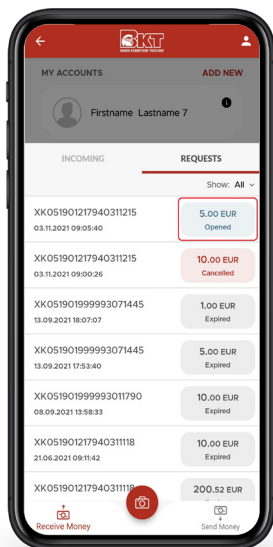 BKT
MY ACCOUNTS ADD NEW
Firstname Lastname 7
INCOMING REQUESTS
Show: All
XK051901217940311215 5.00 EUR
03.11.2021 09:05:40 Opened
XK051901217940311215 10.00 EUR
03.11.2021 09:00:26 Cancelled
XK051901999993071445 1.00 EUR
13.09.2021 18:07:07 Expired
XK051901999993071445 5.00 EUR
13.09.2021 17:53:40 Expired
XK051901999993011790 10.00 EUR
08.09.2021 13:58:33 Expired
XK051901217940311118 10.00 EUR
21.06.2021 09:11:42 Expired
XK051901217940311118 200.52 EUR
Receive Money Send Money